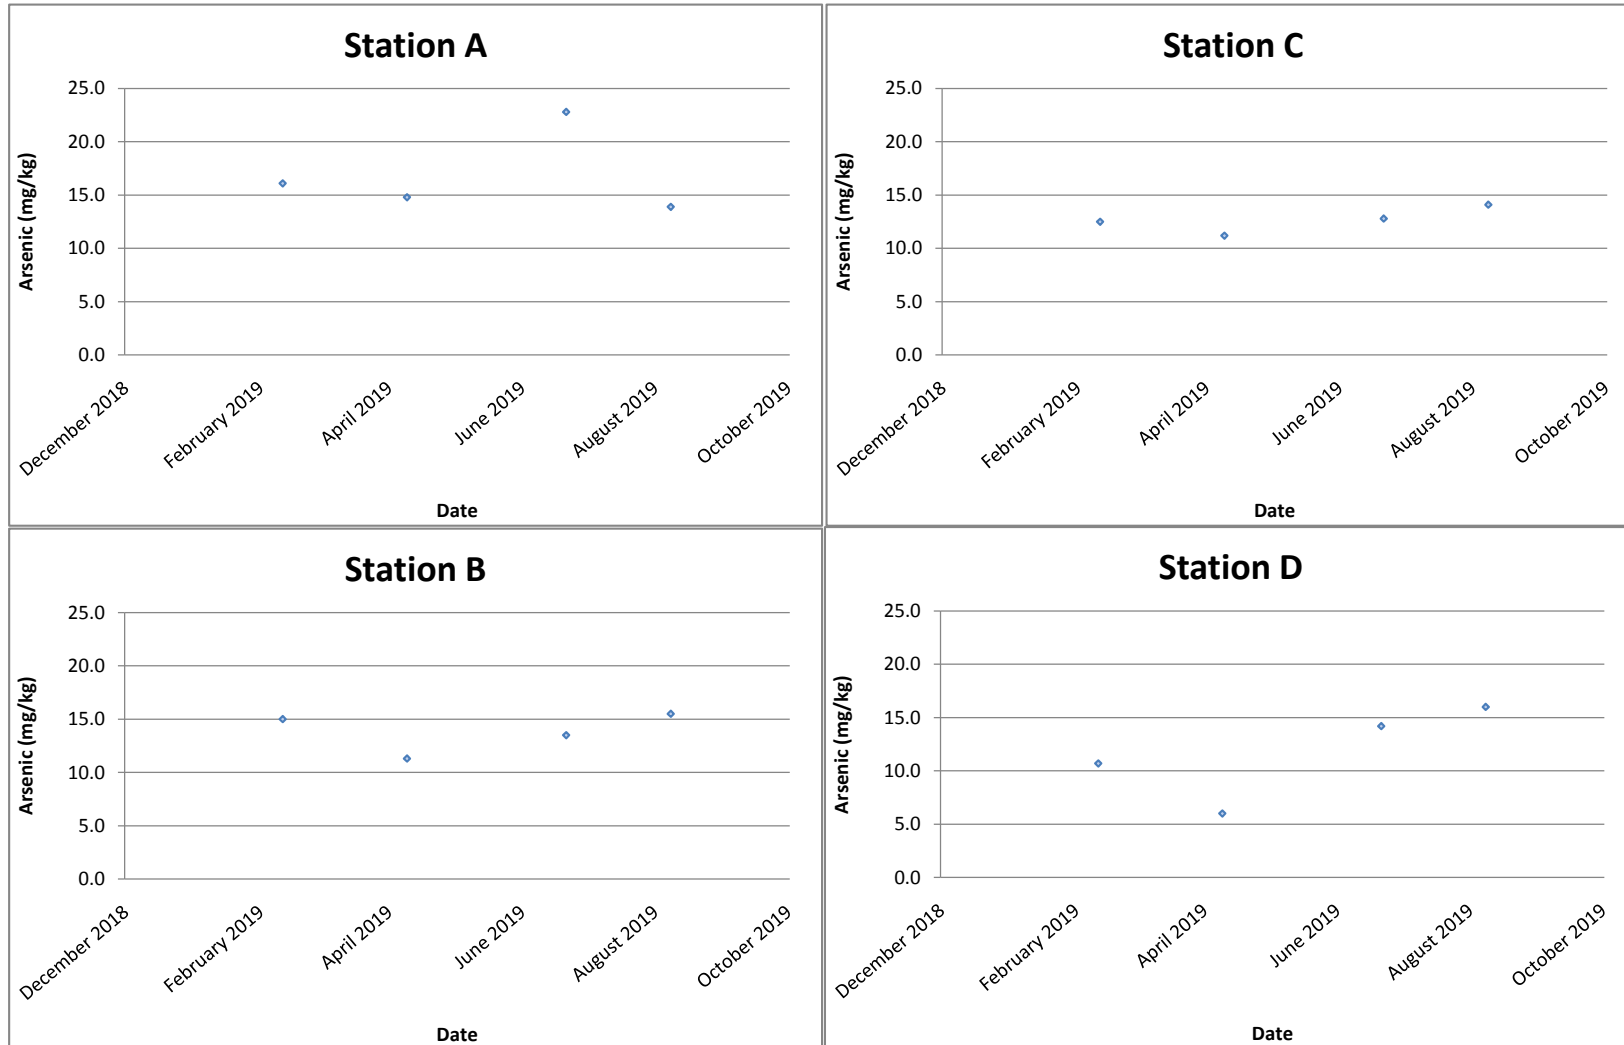 Station A
25.0
20.0
15.0
10.0
5.0
0.0
Arsenic (mg/kg)
December 2018
February 2019
April 2019
June 2019
August 2019
October 2019
Date
Station C
25.0
20.0
15.0
10.0
5.0
0.0
Arsenic (mg/kg)
December 2018
February 2019
April 2019
June 2019
August 2019
October 2019
Date
Station B
25.0
20.0
15.0
10.0
5.0
0.0
Arsenic (mg/kg)
December 2018
February 2019
April 2019
June 2019
August 2019
October 2019
Date
Station D
25.0
20.0
15.0
10.0
5.0
0.0
Arsenic (mg/kg)
December 2018
February 2019
April 2019
June 2019
August 2019
October 2019
Date